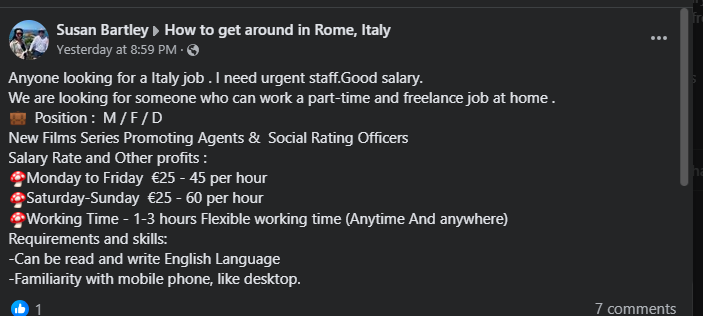 Susan Bartley How to get around in Rome, Italy
Yesterday at 8:59 PM ·
Anyone looking for a Italy job . I need urgent staff.Good salary.
We are looking for someone who can work a part-time and freelance job at home .
💼 Position : M / F / D
New Films Series Promoting Agents & Social Rating Officers
Salary Rate and Other profits :
🍄Monday to Friday €25 - 45 per hour
🍄Saturday-Sunday €25 - 60 per hour
🍄Working Time - 1-3 hours Flexible working time (Anytime And anywhere)
Requirements and skills:
-Can be read and write English Language
-Familiarity with mobile phone, like desktop.
1 7 comments